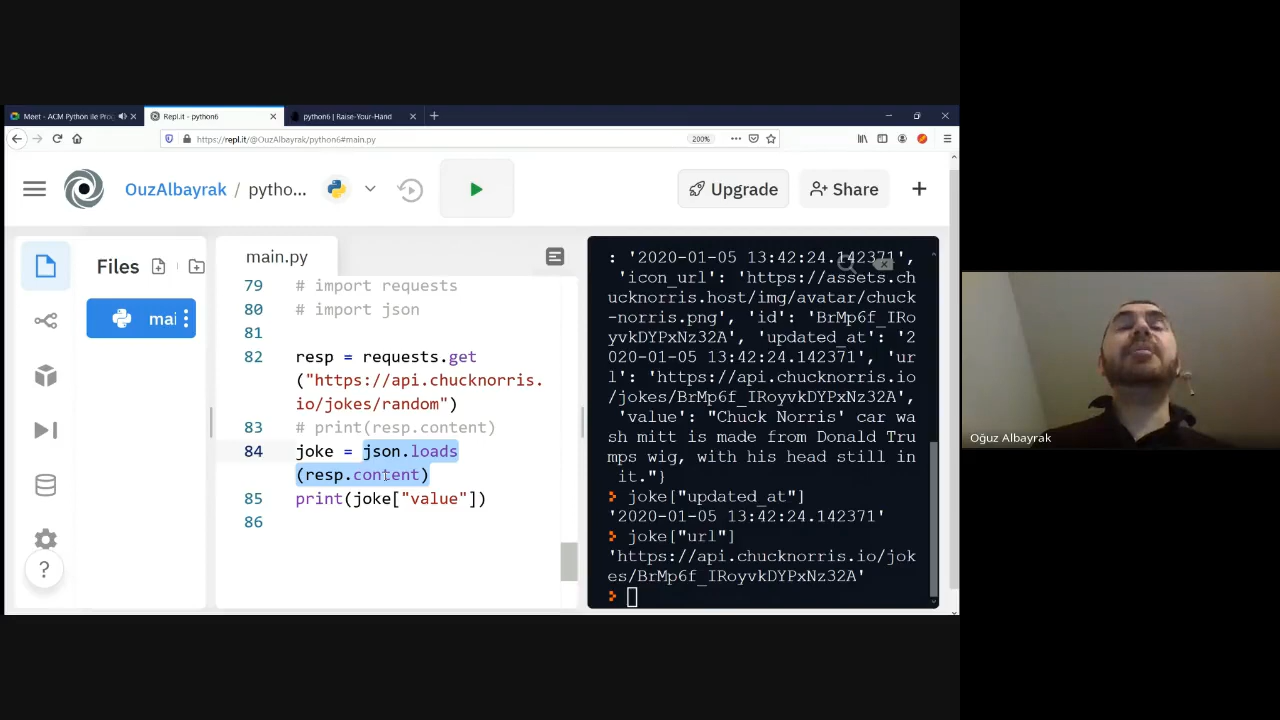 Meet - ACM Python ile Pro
Repl.it - python6
python6 | Raise-Your-Hand
https://repl.it/@OuzAlbayrak/python6#main.py
200%
OuzAlbayrak / pytho...
Upgrade
Share
Files
mai
main.py
79 # import requests
80 # import json
81
82 resp = requests.get
("https://api.chucknorris.
io/jokes/random")
83 # print(resp.content)
84 joke = json.loads
(resp.content)
85 print(joke["value"])
86
?
: '2020-01-05 13:42:24.142371',
'icon_url': 'https://assets.ch
ucknorris.host/img/avatar/chuck
-norris.png', 'id': 'BrMp6f_IRo
yvkDYPxNz32A', 'updated_at': '2
020-01-05 13:42:24.142371', 'ur
l': 'https://api.chucknorris.io
/jokes/BrMp6f_IRoyvkDYPxNz32A',
'value': "Chuck Norris' car wa
sh mitt is made from Donald Tru
mps wig, with his head still in
it."}
joke["updated_at"]
'2020-01-05 13:42:24.142371'
joke["url"]
'https://api.chucknorris.io/jok
es/BrMp6f_IRoyvkDYPxNz32A'
Oğuz Albayrak